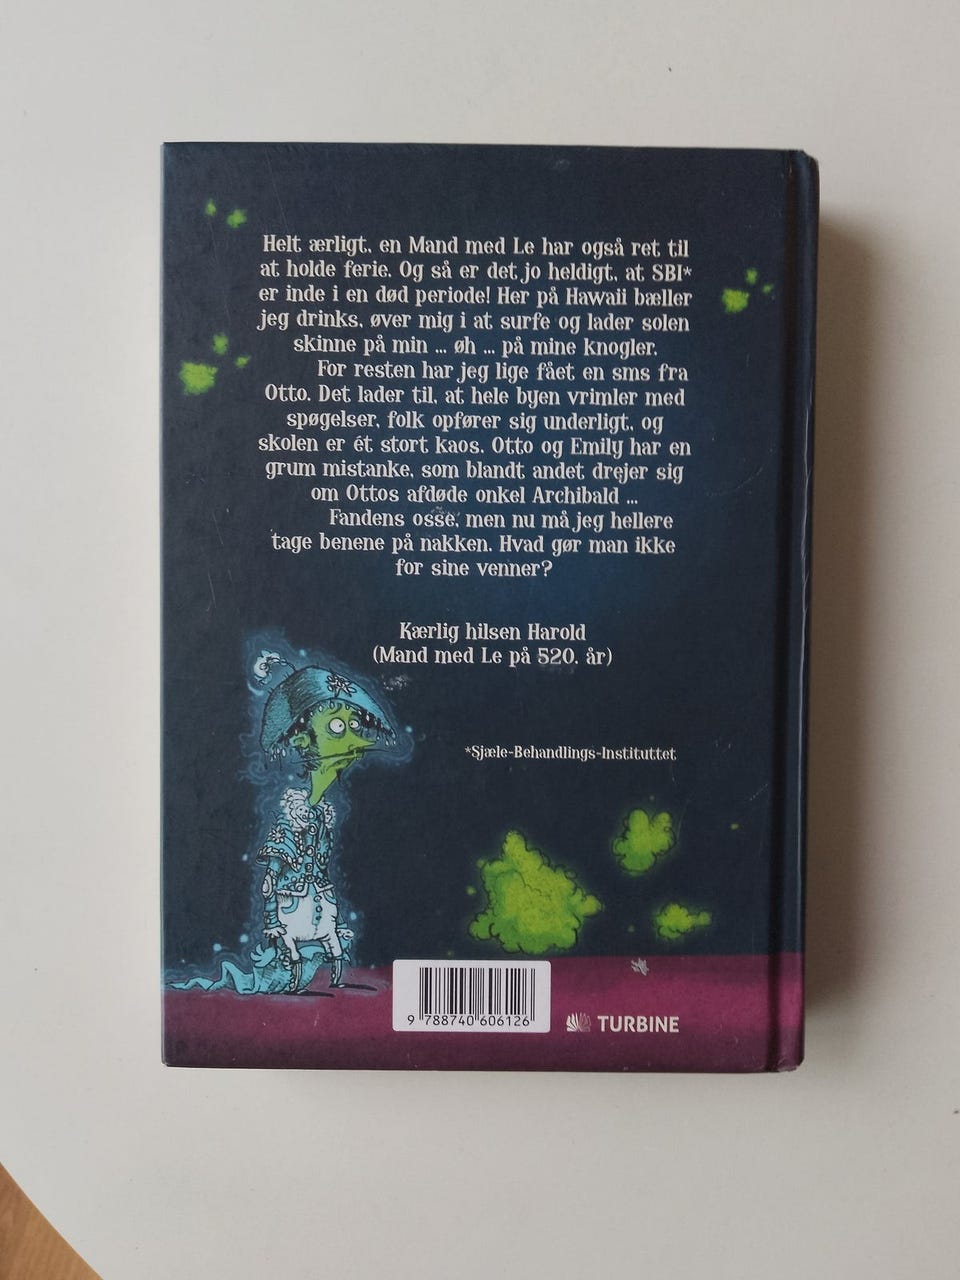 Helt ærligt, en Mand med Le har også ret til
at holde ferie. Og så er det jo heldigt, at SBI*
er inde i en død periode! Her på Hawaii bæller
jeg drinks, øver mig i at surfe og lader solen
skinne på min ... øh ... på mine knogler.
For resten har jeg lige fået en sms fra
Otto. Det lader til, at hele byen vrimler med
spøgelser, folk opfører sig underligt, og
skolen er ét stort kaos. Otto og Emily har en
grum mistanke, som blandt andet drejer sig
om Ottos afdøde onkel Archibald ...
Fandens osse, men nu må jeg hellere
tage benene på nakken. Hvad gør man ikke
for sine venner?
Kærlig hilsen Harold
(Mand med Le på 520. år)
*Sjæle-Behandlings-Instituttet
9 788740 606126
TURBINE